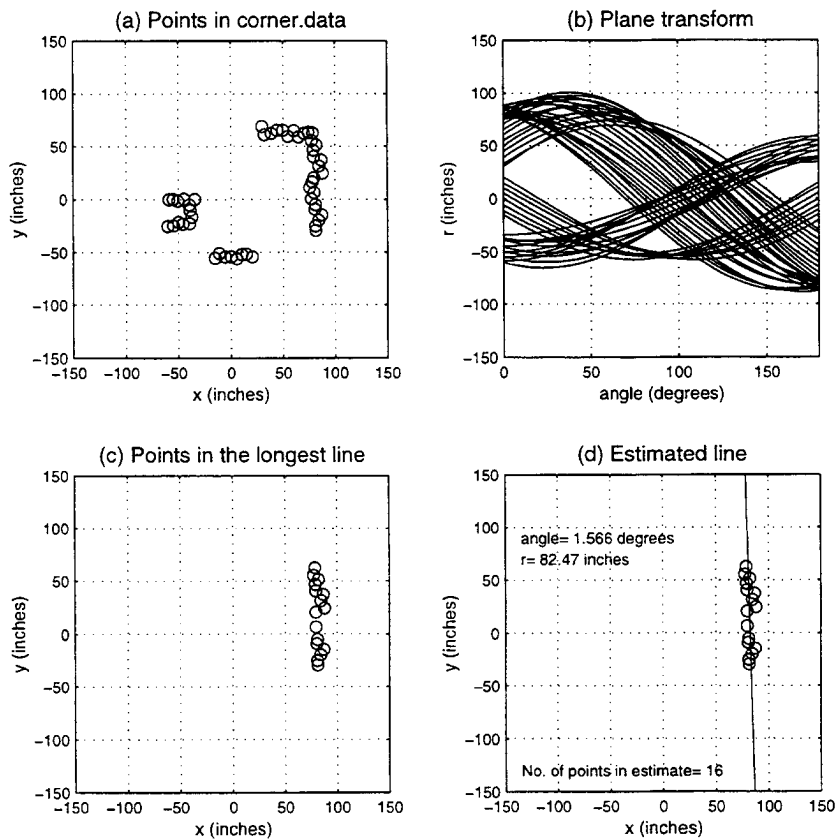 (a) Points in corner.data
150
100
50
0
−50
−100
−150
y (inches)
−150 −100 −50 0 50 100 150
x (inches)
(b) Plane transform
150
100
50
0
−50
−100
−150
r (inches)
0 50 100 150
angle (degrees)
(c) Points in the longest line
150
100
50
0
−50
−100
−150
y (inches)
−150 −100 −50 0 50 100 150
x (inches)
(d) Estimated line
150
100
50
0
−50
−100
−150
y (inches)
angle= 1.566 degrees
r= 82.47 inches
No. of points in estimate= 16
−150 −100 −50 0 50 100 150
x (inches)